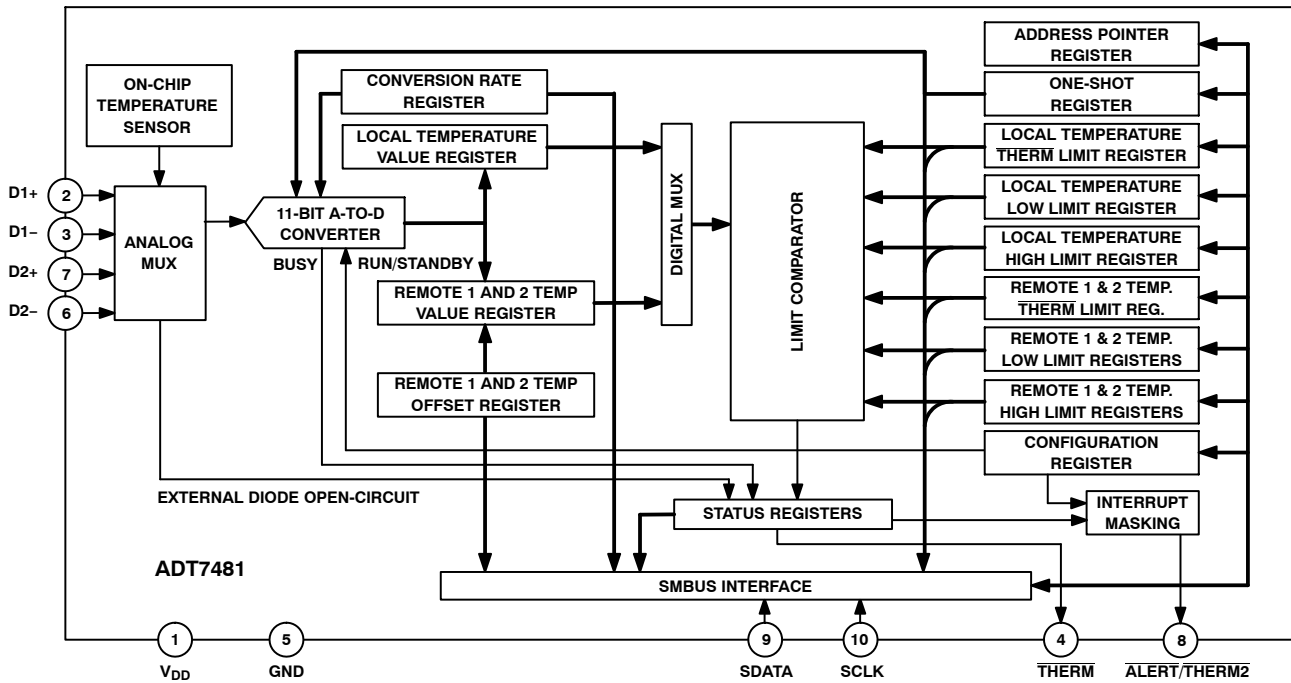 ADDRESS POINTER
REGISTER
ON-CHIP
TEMPERATURE
SENSOR
CONVERSION RATE
REGISTER
ONE-SHOT
REGISTER
LOCAL TEMPERATURE
VALUE REGISTER
LOCAL TEMPERATURE
THERM LIMIT REGISTER
D1+
2
D1−
3
D2+
7
D2−
6
ANALOG
MUX
11-BIT A-TO-D
CONVERTER
BUSY
RUN/STANDBY
DIGITAL MUX
LIMIT COMPARATOR
LOCAL TEMPERATURE
LOW LIMIT REGISTER
LOCAL TEMPERATURE
HIGH LIMIT REGISTER
REMOTE 1 AND 2 TEMP
VALUE REGISTER
REMOTE 1 & 2 TEMP.
THERM LIMIT REG.
REMOTE 1 & 2 TEMP.
LOW LIMIT REGISTERS
REMOTE 1 AND 2 TEMP
OFFSET REGISTER
REMOTE 1 & 2 TEMP.
HIGH LIMIT REGISTERS
CONFIGURATION
REGISTER
EXTERNAL DIODE OPEN-CIRCUIT
STATUS REGISTERS
INTERRUPT
MASKING
ADT7481
SMBUS INTERFACE
1
5
9
10
4
8
VDD
GND
SDATA
SCLK
THERM
ALERT/THERM2